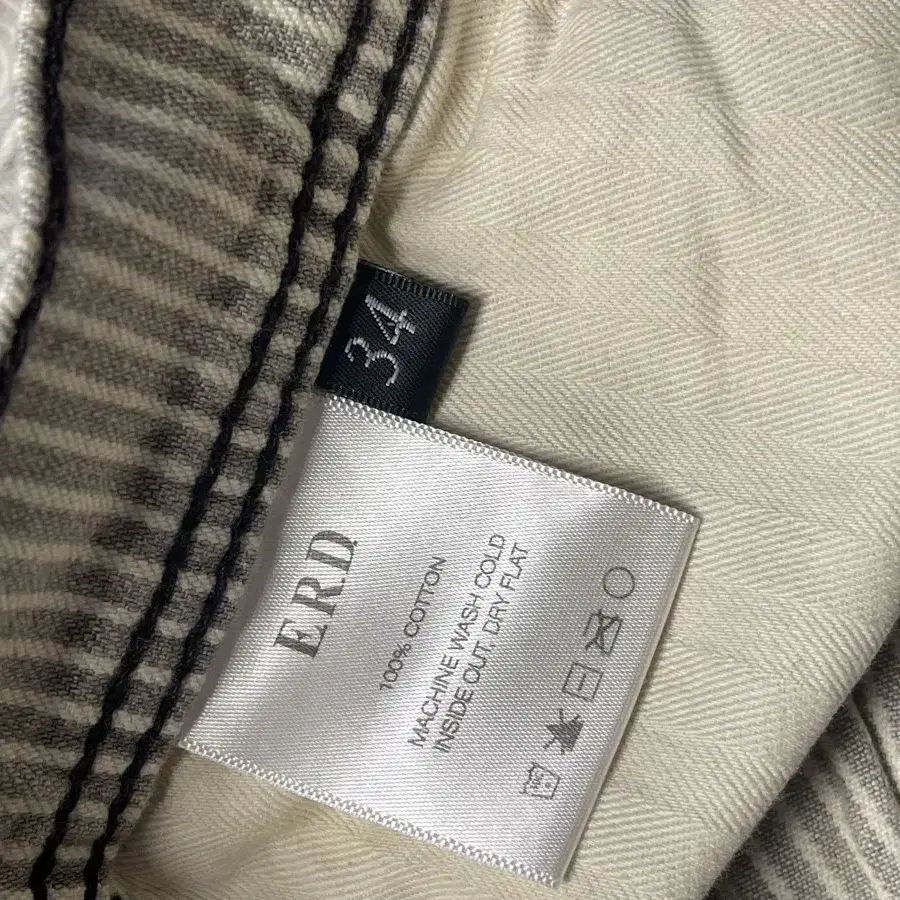 34
E.R.D.
100% COTTON
MACHINE WASH COLD
INSIDE OUT, DRY FLAT